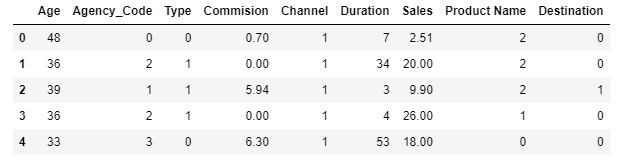 Age Agency_Code Type Commision Channel Duration Sales Product Name Destination
0 48 0 0 0.70 1 7 2.51 2 0
1 36 2 1 0.00 1 34 20.00 2 0
2 39 1 1 5.94 1 3 9.90 2 1
3 36 2 1 0.00 1 4 26.00 1 0
4 33 3 0 6.30 1 53 18.00 0 0